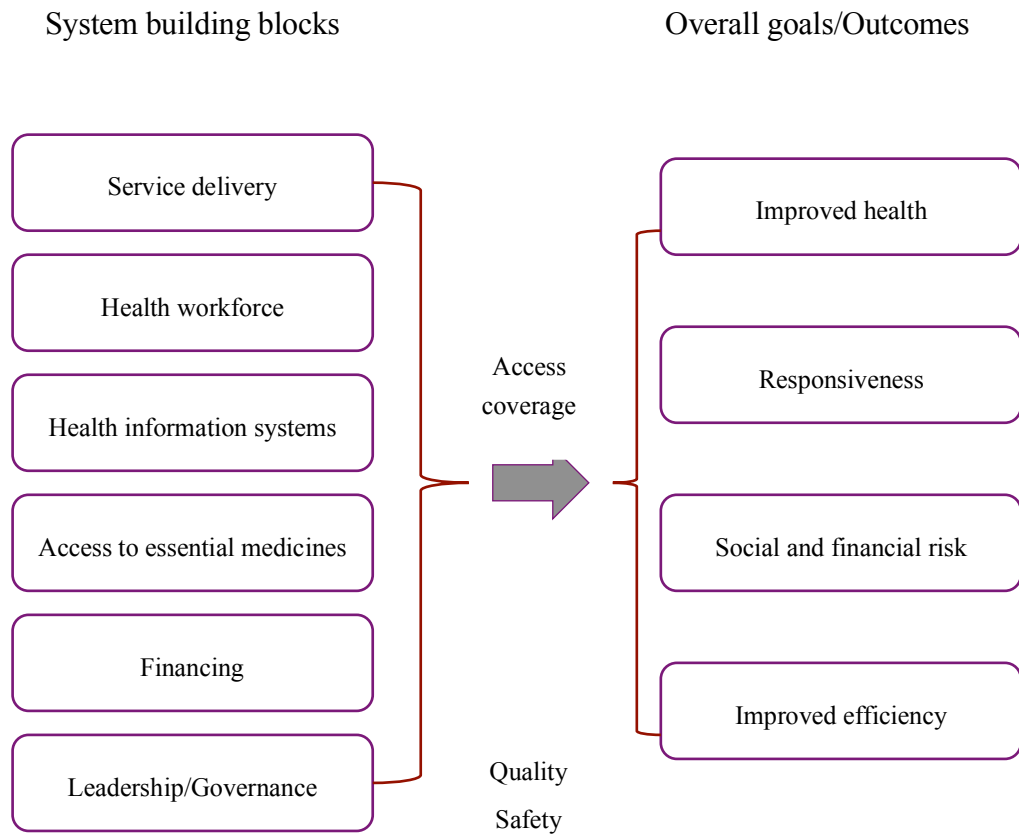 System building blocks
Overall goals/Outcomes
Service delivery
Health workforce
Health information systems
Access to essential medicines
Financing
Leadership/Governance
Access
coverage
Quality
Safety
Improved health
Responsiveness
Social and financial risk
Improved efficiency